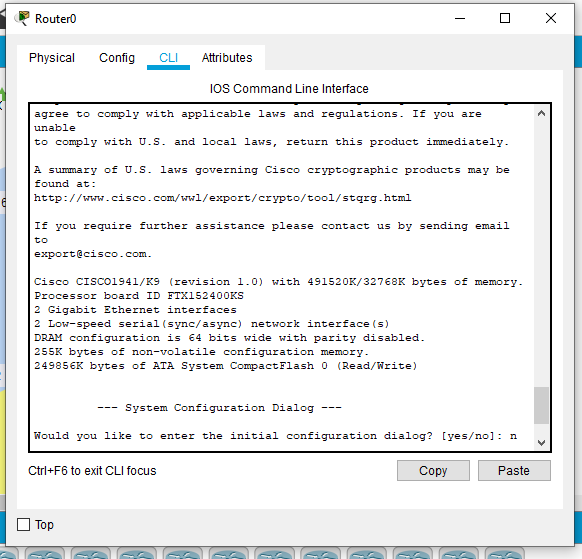 Router0
Physical Config CLI Attributes
IOS Command Line Interface
agree to comply with applicable laws and regulations. If you are
unable
to comply with U.S. and local laws, return this product immediately.
A summary of U.S. laws governing Cisco cryptographic products may be
found at:
http://www.cisco.com/wwl/export/crypto/tool/stqrg.html
If you require further assistance please contact us by sending email
to
export@cisco.com.
Cisco CISCO1941/K9 (revision 1.0) with 491520K/32768K bytes of memory.
Processor board ID FTX152400KS
2 Gigabit Ethernet interfaces
2 Low-speed serial(sync/async) network interface(s)
DRAM configuration is 64 bits wide with parity disabled.
255K bytes of non-volatile configuration memory.
249856K bytes of ATA System CompactFlash 0 (Read/Write)
--- System Configuration Dialog ---
Would you like to enter the initial configuration dialog? [yes/no]: n
Ctrl+F6 to exit CLI focus
Copy Paste
Top